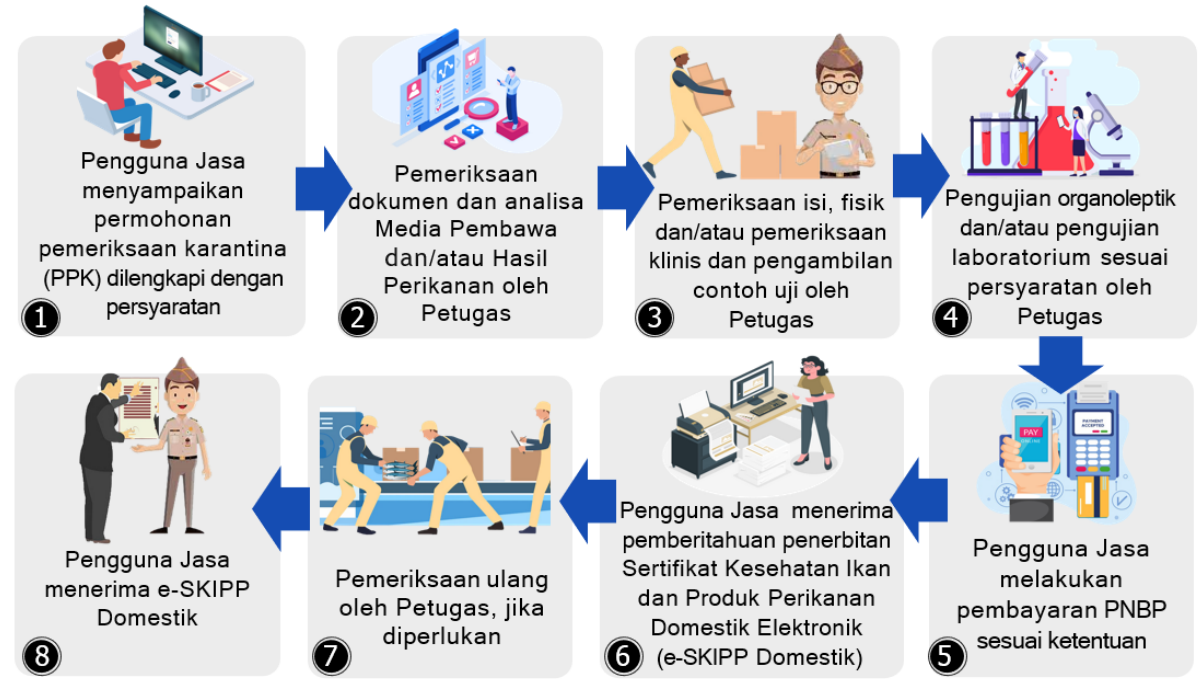 Pengguna Jasa
menyampaikan
permohonan
pemeriksaan karantina
(PPK) dilengkapi dengan
persyaratan
1
Pemeriksaan
dokumen dan analisa
Media Pembawa
dan/atau Hasil
Perikanan oleh
Petugas
2
Pemeriksaan isi, fisik
dan/atau pemeriksaan
klinis dan pengambilan
contoh uji oleh
Petugas
3
Pengujian organoleptik
dan/atau pengujian
laboratorium sesuai
persyaratan oleh
Petugas
4
PAY
ONLINE
PAYMENT
ACCEPTED
Pengguna Jasa
melakukan
pembayaran PNBP
sesuai ketentuan
5
Pengguna Jasa menerima
pemberitahuan penerbitan
Sertifikat Kesehatan Ikan
dan Produk Perikanan
Domestik Elektronik
(e-SKIPP Domestik)
6
Pemeriksaan ulang
oleh Petugas, jika
diperlukan
7
Pengguna Jasa
menerima e-SKIPP
Domestik
8